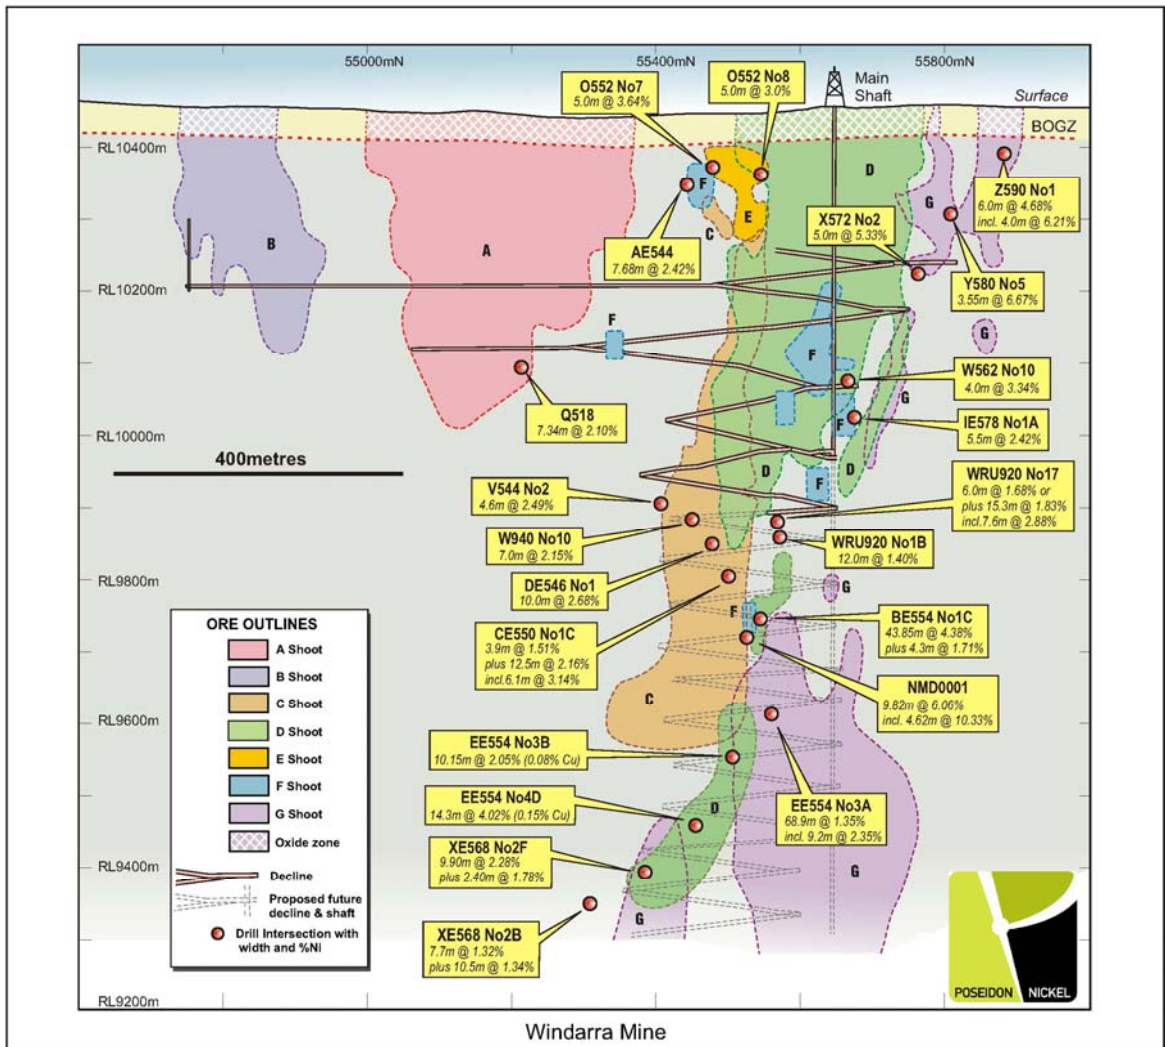 55000mN
55400mN
55800mN
O552 No7
5.0m @ 3.64%
O552 No8
5.0m @ 3.0%
Main
Shaft
Surface
BOGZ
RL10400m
F
D
Z590 No1
6.0m @ 4.68%
incl. 4.0m @ 6.21%
G
X572 No2
5.0m @ 5.33%
C
E
B
A
AE544
7.68m @ 2.42%
Y580 No5
3.55m @ 6.67%
RL10200m
F
G
F
W562 No10
4.0m @ 3.34%
G
Q518
7.34m @ 2.10%
F
IE578 No1A
5.5m @ 2.42%
RL10000m
400metres
D
D
F
WRU920 No17
6.0m @ 1.68% or
plus 15.3m @ 1.83%
incl.7.6m @ 2.88%
V544 No2
4.6m @ 2.49%
W940 No10
7.0m @ 2.15%
WRU920 No1B
12.0m @ 1.40%
RL9800m
DE546 No1
10.0m @ 2.68%
G
F
CE550 No1C
3.9m @ 1.51%
plus 12.5m @ 2.16%
incl.6.1m @ 3.14%
BE554 No1C
43.85m @ 4.38%
plus 4.3m @ 1.71%
C
NMD0001
9.82m @ 6.06%
incl. 4.62m @ 10.33%
RL9600m
EE554 No3B
10.15m @ 2.05% (0.08% Cu)
EE554 No4D
14.3m @ 4.02% (0.15% Cu)
D
EE554 No3A
68.9m @ 1.35%
incl. 9.2m @ 2.35%
XE568 No2F
9.90m @ 2.28%
plus 2.40m @ 1.78%
RL9400m
G
G
XE568 No2B
7.7m @ 1.32%
plus 10.5m @ 1.34%
RL9200m
ORE OUTLINES
A Shoot
B Shoot
C Shoot
D Shoot
E Shoot
F Shoot
G Shoot
Oxide zone
Decline
Proposed future
decline & shaft
Drill Intersection with
width and %Ni
POSEIDON NICKEL
Windarra Mine